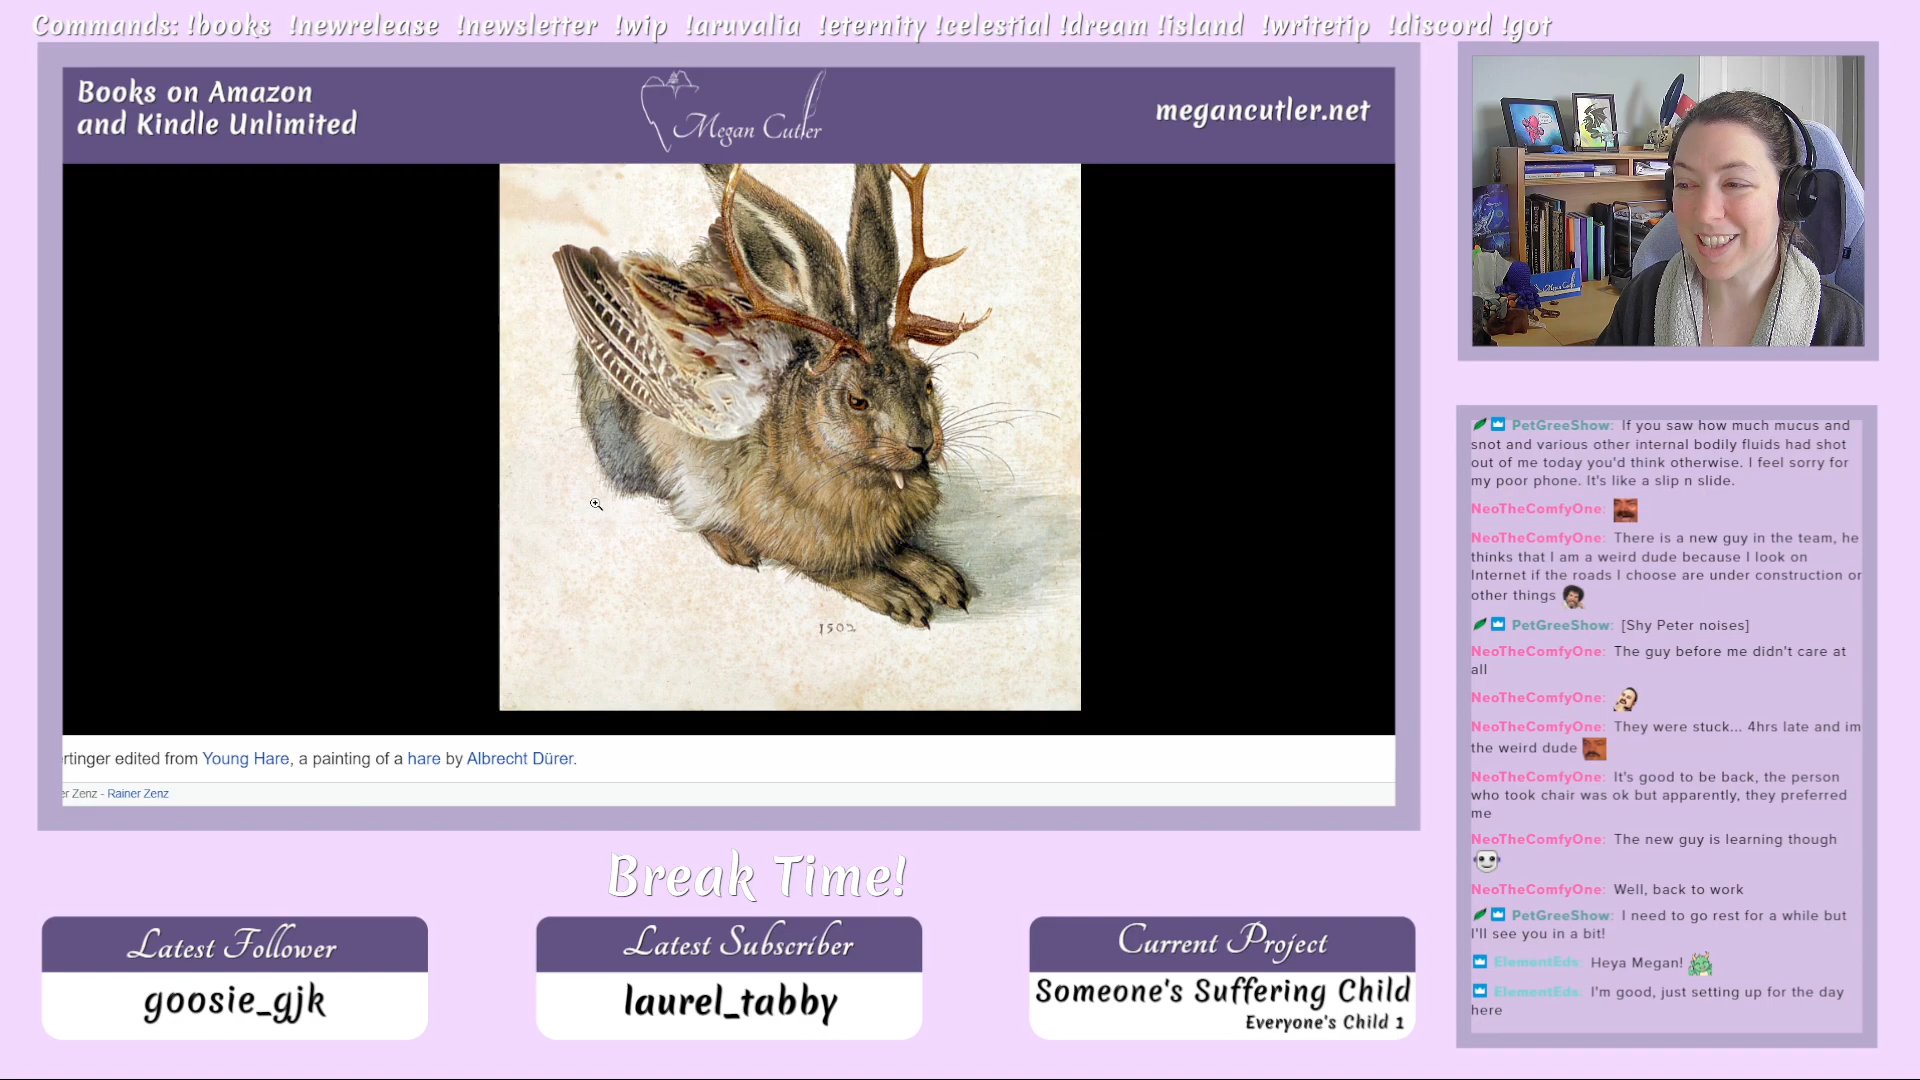 Commands: !books !newrelease !newsletter !wip !aruvalia !eternity !celestial !dream !island !writetip !discord !got
Books on Amazon
and Kindle Unlimited
Megan Cutler
megancutler.net
1502
rtinger edited from Young Hare, a painting of a hare by Albrecht Dürer.
er Zenz - Rainer Zenz
Break Time!
Latest Follower
goosie_gjk
Latest Subscriber
laurel_tabby
Current Project
Someone's Suffering Child
Everyone's Child 1
PetGreeShow: If you saw how much mucus and
snot and various other internal bodily fluids had shot
out of me today you'd think otherwise. I feel sorry for
my poor phone. It's like a slip n slide.
NeoTheComfyOne:
NeoTheComfyOne: There is a new guy in the team, he
thinks that I am a weird dude because I look on
Internet if the roads I choose are under construction or
other things
PetGreeShow: [Shy Peter noises]
NeoTheComfyOne: The guy before me didn't care at
all
NeoTheComfyOne:
NeoTheComfyOne: They were stuck... 4hrs late and im
the weird dude
NeoTheComfyOne: It's good to be back, the person
who took chair was ok but apparently, they preferred
me
NeoTheComfyOne: The new guy is learning though
NeoTheComfyOne: Well, back to work
PetGreeShow: I need to go rest for a while but
I'll see you in a bit!
ElementEds: Heya Megan!
ElementEds: I'm good, just setting up for the day
here